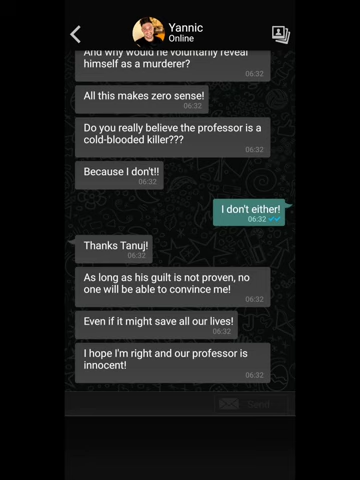 Yannic
Online
And why would he voluntarily reveal
himself as a murderer?
06:32
All this makes zero sense!
06:32
Do you really believe the professor is a
cold-blooded killer???
06:32
Because I don't!!
06:32
I don't either!
06:32
Thanks Tanuj!
06:32
As long as his guilt is not proven, no
one will be able to convince me!
06:32
Even if it might save all our lives!
06:32
I hope I'm right and our professor is
innocent!
06:32
Send